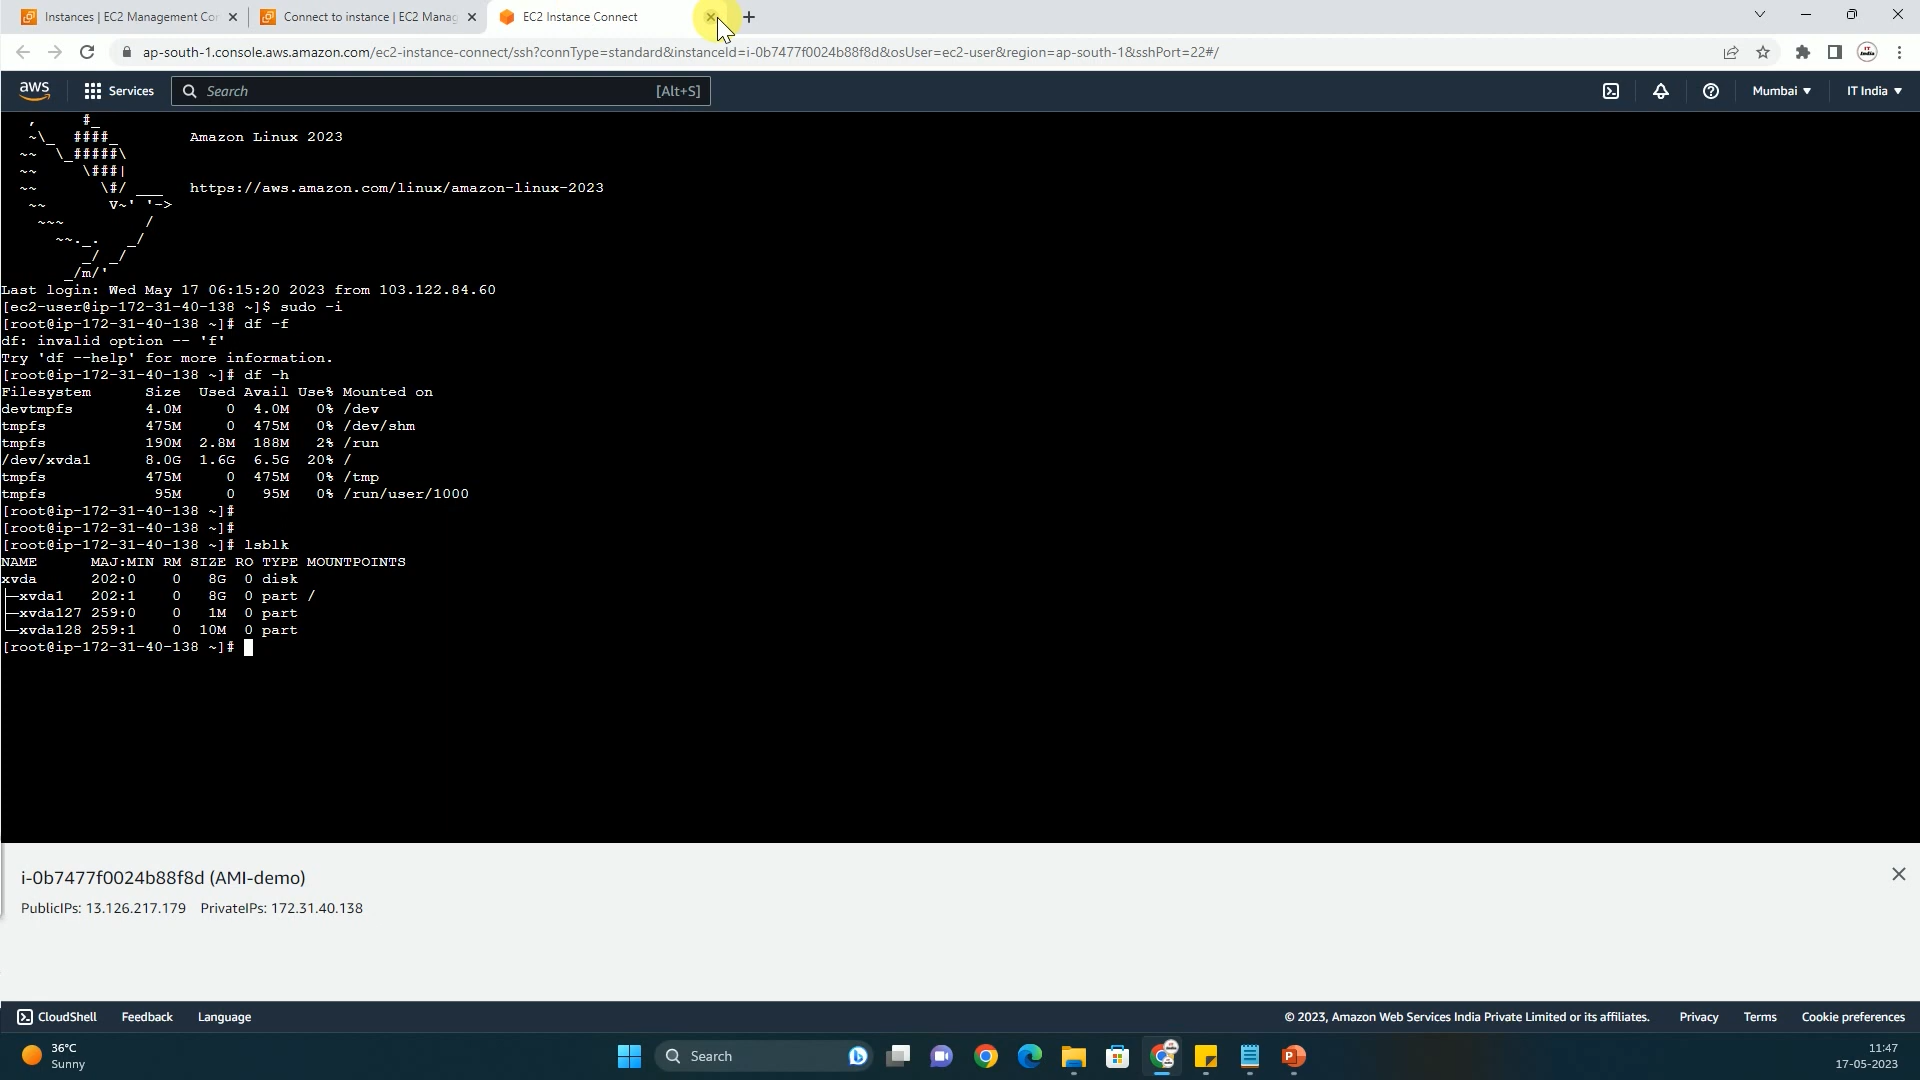 Instances | EC2 Management Co
Connect to instance | EC2 Manag
EC2 Instance Connect
ap-south-1.console.aws.amazon.com/ec2-instance-connect/ssh?connType=standard&instanceId=i-0b7477f0024b88f8d&osUser=ec2-user&region=ap-south-1&sshPort=22#/
aws
Services
Search
[Alt+S]
Mumbai
IT India
   ,     #_
   ~\_  ####_        Amazon Linux 2023
  ~~  \_#####\
  ~~     \###|
  ~~       \#/ ___   https://aws.amazon.com/linux/amazon-linux-2023
   ~~       V~' '->
    ~~~         /
      ~~._.   _/
         _/ _/
       _/m/'
Last login: Wed May 17 06:15:20 2023 from 103.122.84.60
[ec2-user@ip-172-31-40-138 ~]$ sudo -i
[root@ip-172-31-40-138 ~]# df -f
df: invalid option -- 'f'
Try 'df --help' for more information.
[root@ip-172-31-40-138 ~]# df -h
Filesystem      Size  Used Avail Use% Mounted on
devtmpfs        4.0M     0  4.0M   0% /dev
tmpfs           475M     0  475M   0% /dev/shm
tmpfs           190M  2.8M  188M   2% /run
/dev/xvda1      8.0G  1.6G  6.5G  20% /
tmpfs           475M     0  475M   0% /tmp
tmpfs            95M     0   95M   0% /run/user/1000
[root@ip-172-31-40-138 ~]#
[root@ip-172-31-40-138 ~]#
[root@ip-172-31-40-138 ~]# lsblk
NAME      MAJ:MIN RM SIZE RO TYPE MOUNTPOINTS
xvda      202:0    0   8G  0 disk
├─xvda1   202:1    0   8G  0 part /
├─xvda127 259:0    0   1M  0 part
└─xvda128 259:1    0  10M  0 part
[root@ip-172-31-40-138 ~]#
i-0b7477f0024b88f8d (AMI-demo)
PublicIPs: 13.126.217.179 PrivateIPs: 172.31.40.138
CloudShell
Feedback
Language
© 2023, Amazon Web Services India Private Limited or its affiliates.
Privacy
Terms
Cookie preferences
36°C
Sunny
Search
11:47
17-05-2023